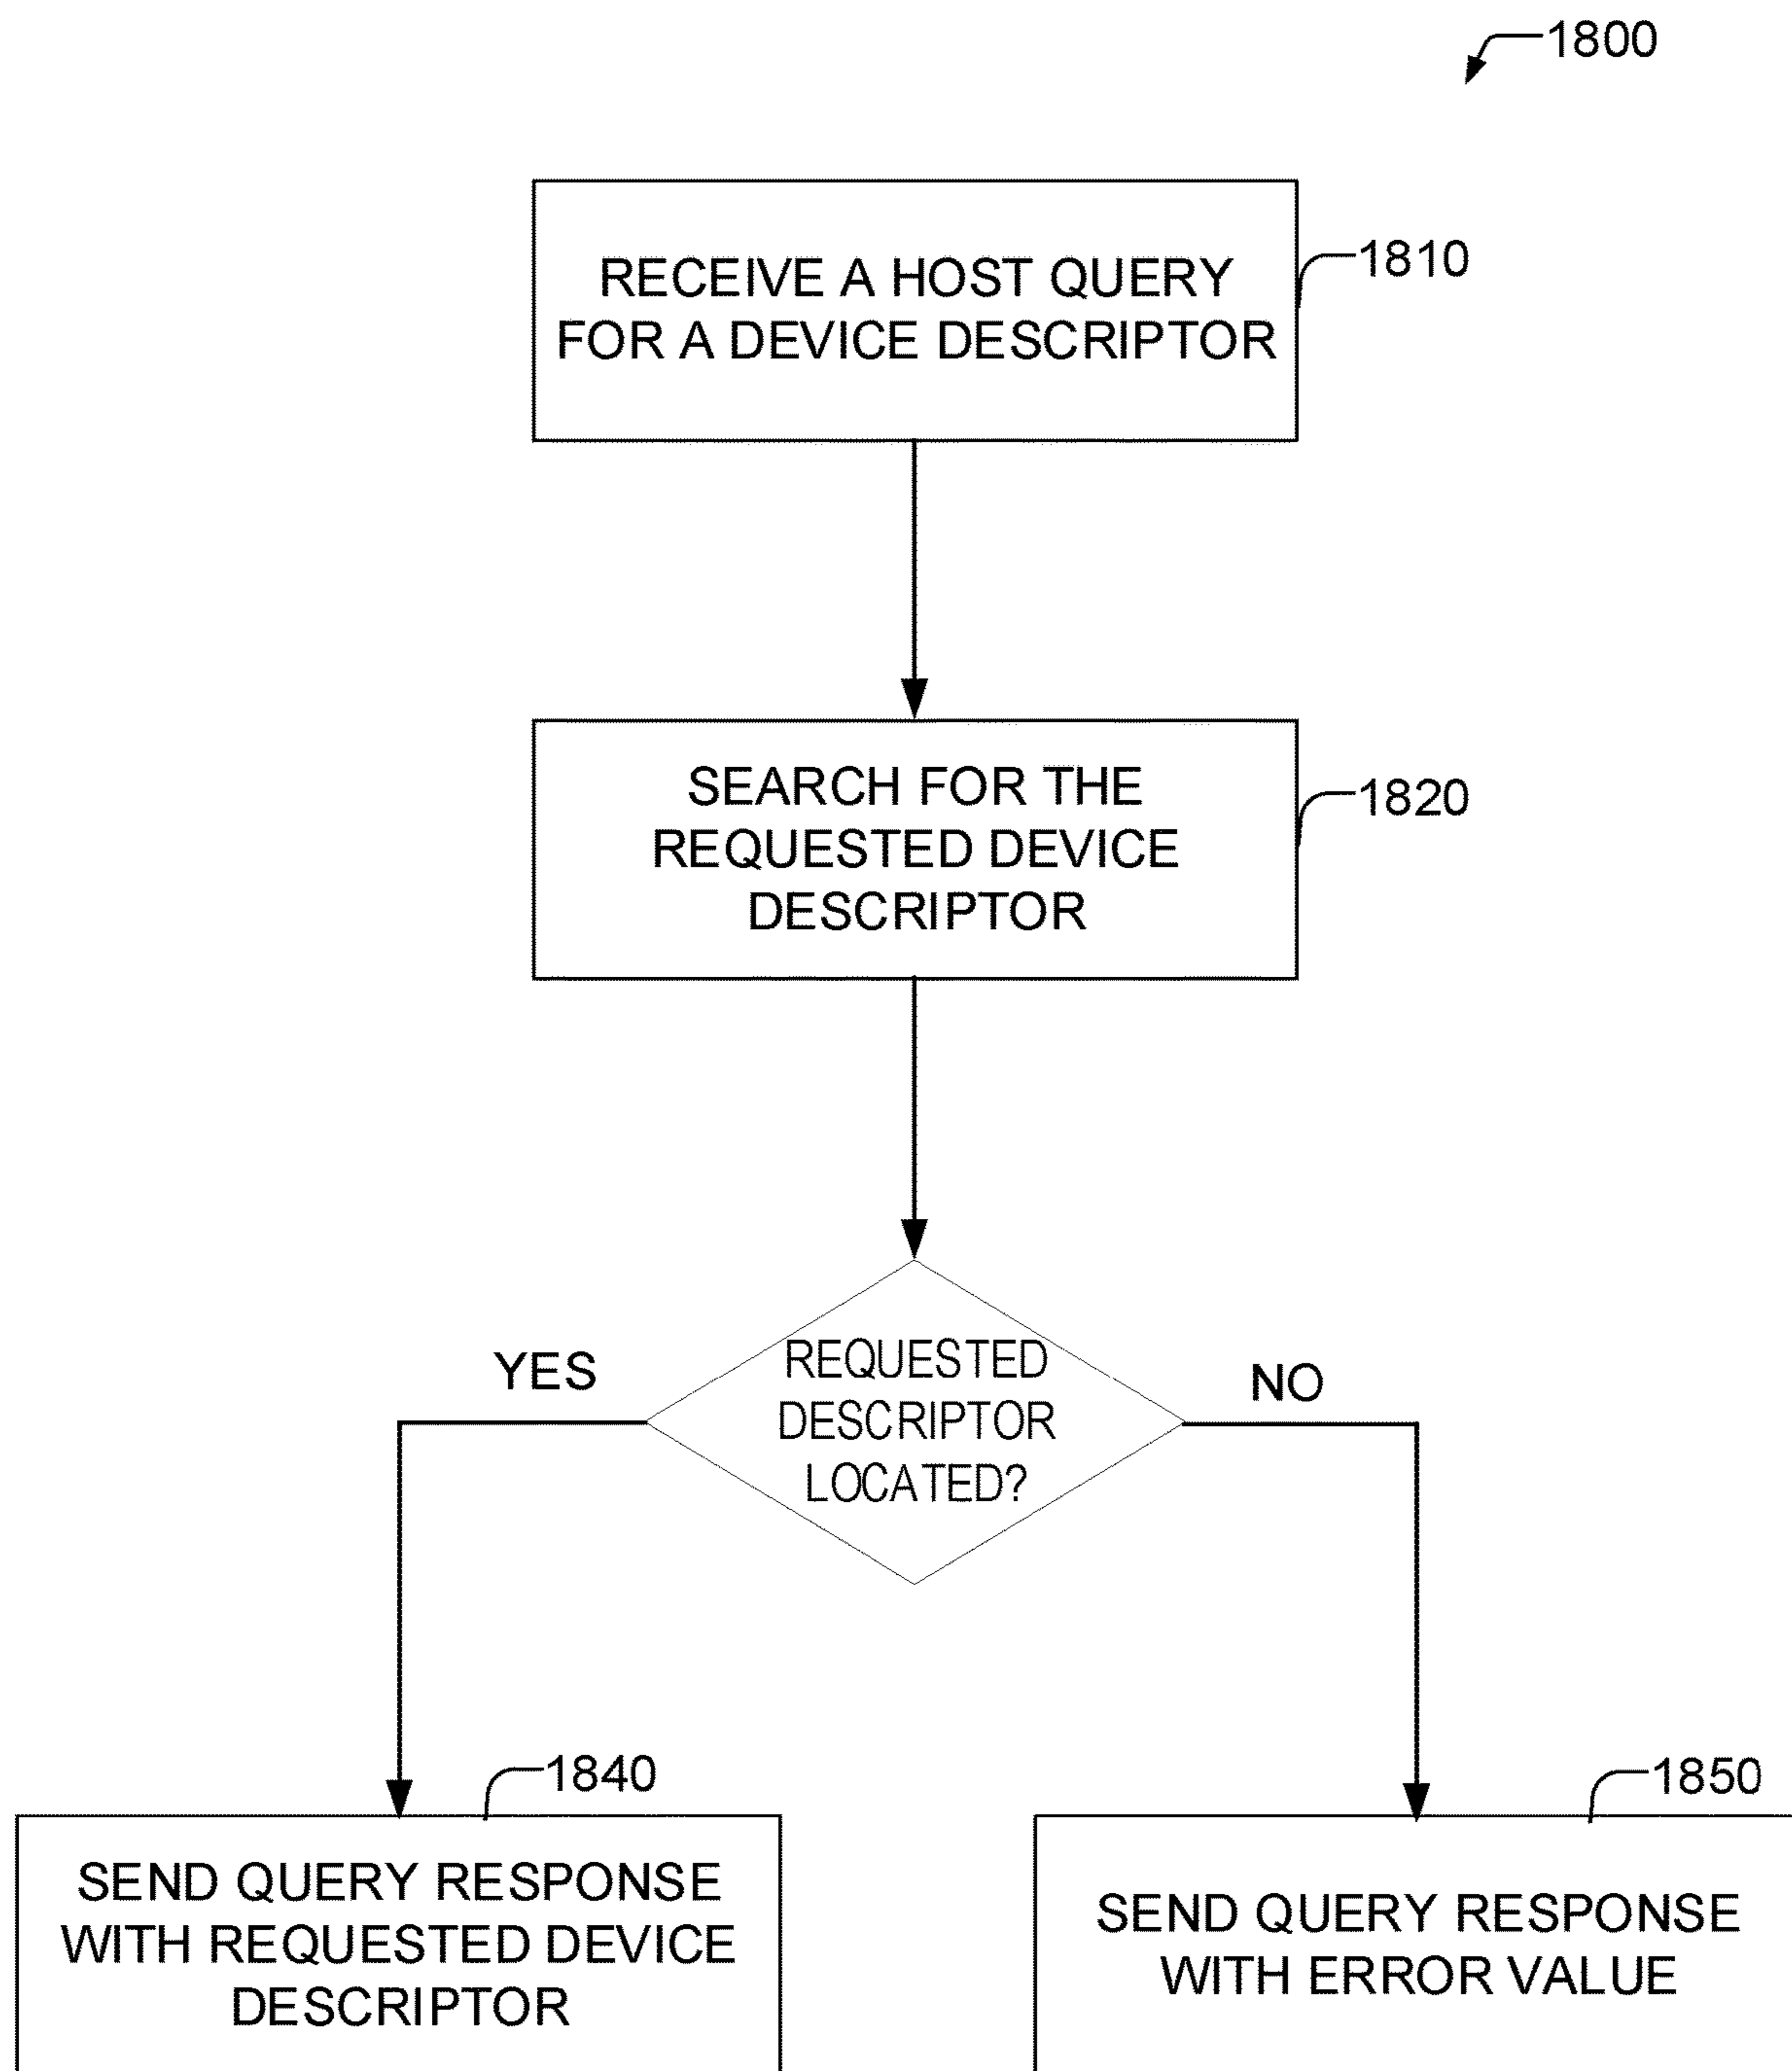 1800
RECEIVE A HOST QUERY
FOR A DEVICE DESCRIPTOR
1810
SEARCH FOR THE
REQUESTED DEVICE
DESCRIPTOR
1820
REQUESTED
DESCRIPTOR
LOCATED?
YES
NO
1840
SEND QUERY RESPONSE
WITH REQUESTED DEVICE
DESCRIPTOR
1850
SEND QUERY RESPONSE
WITH ERROR VALUE